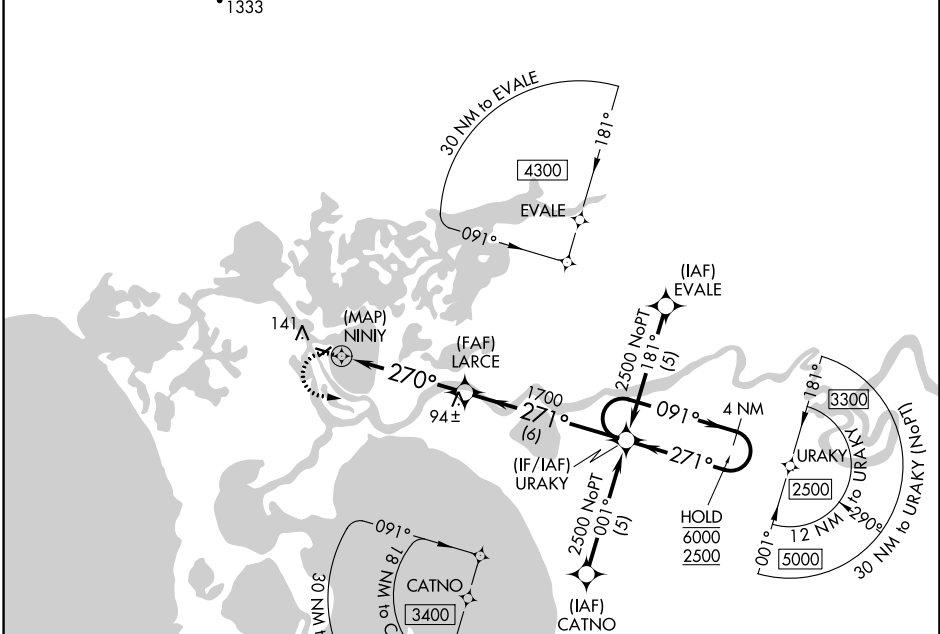 1333
30 NM to EVALE
181°
4300
EVALE
091°
(IAF)
EVALE
141
(MAP)
NINIY
(FAF)
LARCE
2500 NoPT
181°
(5)
270°
94±
1700
271°
(6)
091°
4 NM
271°
(IF/IAF)
URAKY
181°
3300
URAKY
2500
12 NM to URAKY
290°
30 NM to URAKY (NoPT)
001°
5000
HOLD
6000
2500
2500 NoPT
001°
(5)
(IAF)
CATNO
091°
CATNO
3400
18 NM to C
30 NM t